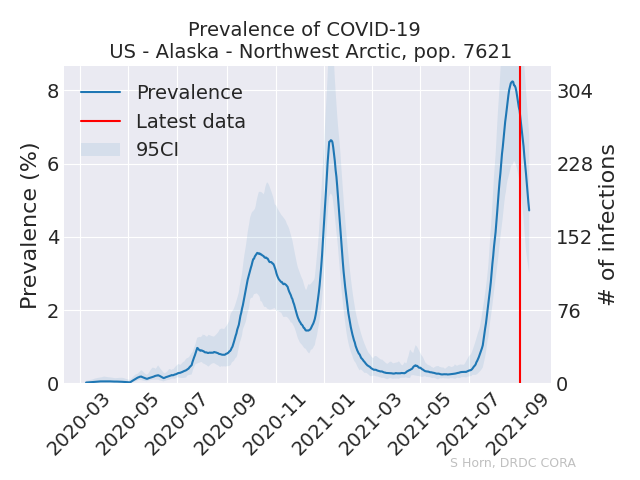 Prevalence of COVID-19
US - Alaska - Northwest Arctic, pop. 7621
Prevalence
Latest data
95CI
Prevalence (%)
8
6
4
2
0
304
228
152
76
0
# of infections
2020-03
2020-05
2020-07
2020-09
2020-11
2021-01
2021-03
2021-05
2021-07
2021-09
S Horn, DRDC CORA